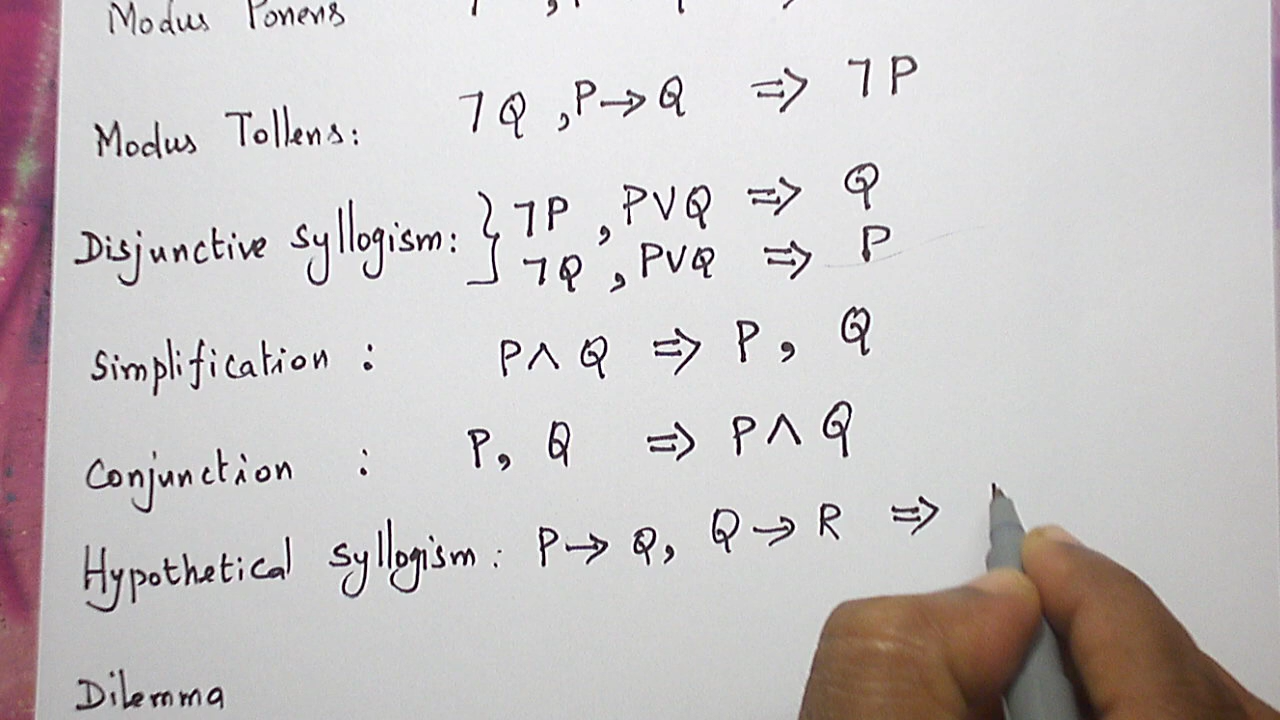 Modus Ponens
Modus Tollens: ¬Q , P → Q ⇒ ¬P
Disjunctive Syllogism: } ¬P , P∨Q ⇒ Q
¬Q , P∨Q ⇒ P
Simplification : P ∧ Q ⇒ P , Q
Conjunction : P, Q ⇒ P ∧ Q
Hypothetical Syllogism : P → Q, Q → R ⇒
Dilemma